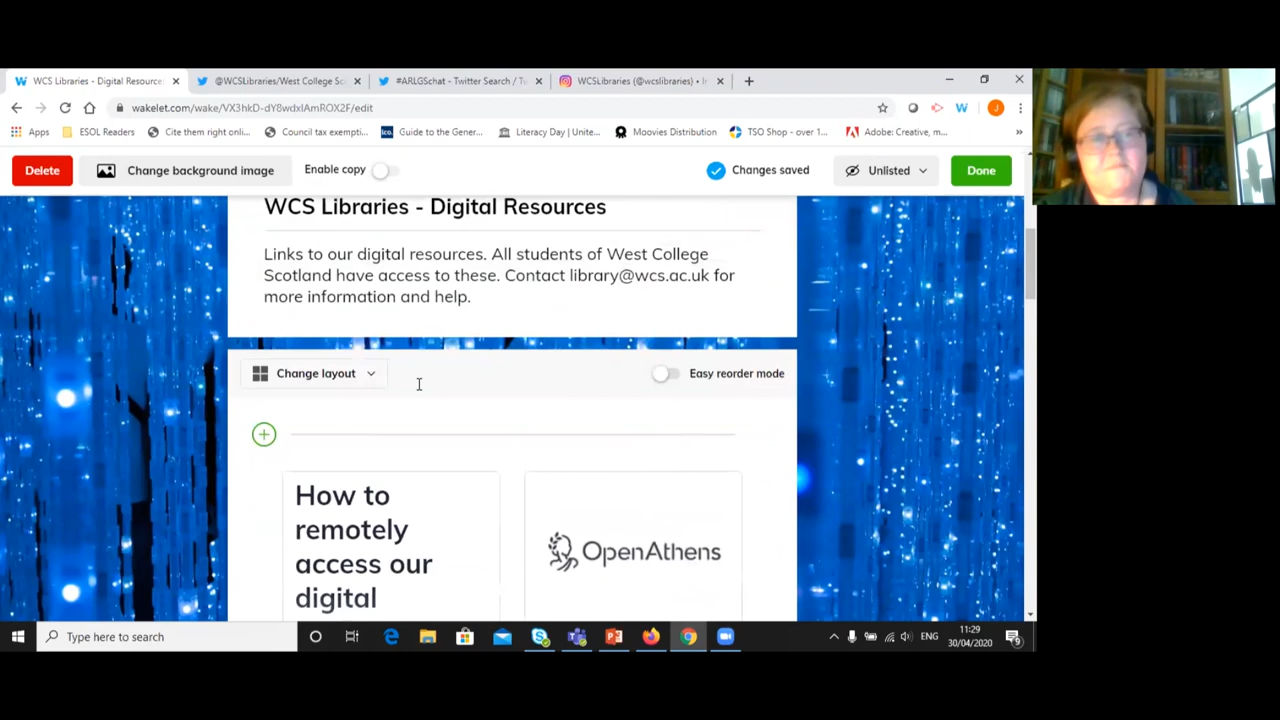 WCS Libraries - Digital Resource:
@WCSLibraries/West College Sc
#ARLGSchat - Twitter Search / Tw
WCSLibraries (@wcslibraries) • I
wakelet.com/wake/VX3hkD-dY8wdxlAmROX2F/edit
Apps
ESOL Readers
Cite them right onli...
Council tax exempti...
ico.
Guide to the Gener...
Literacy Day | Unite...
Moovies Distribution
TSO Shop - over 1...
Adobe: Creative, m...
»
Delete
Change background image
Enable copy
Changes saved
Unlisted
Done
WCS Libraries - Digital Resources
Links to our digital resources. All students of West College
Scotland have access to these. Contact library@wcs.ac.uk for
more information and help.
Change layout
Easy reorder mode
How to
remotely
access our
digital
OpenAthens
Type here to search
ENG
11:29
30/04/2020